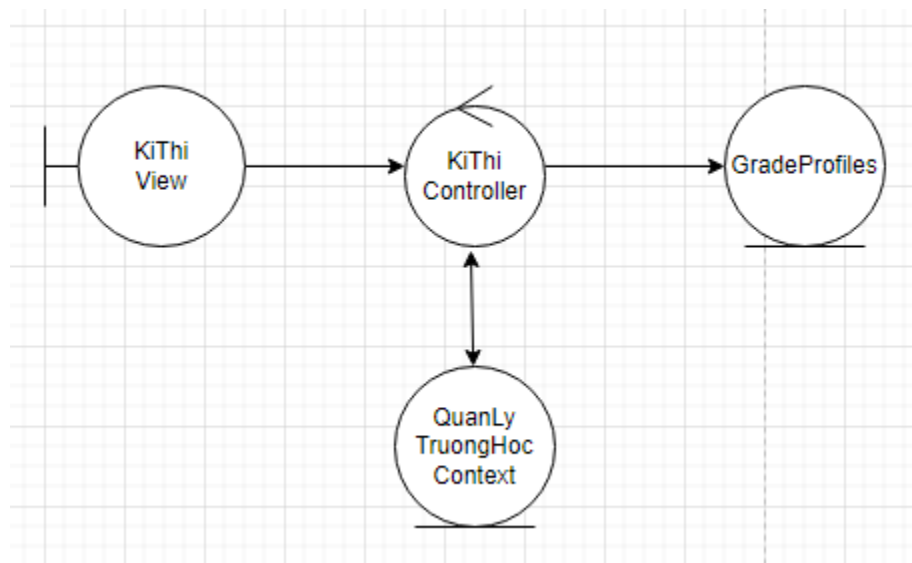 KiThi
View
KiThi
Controller
GradeProfiles
QuanLy
TruongHoc
Context